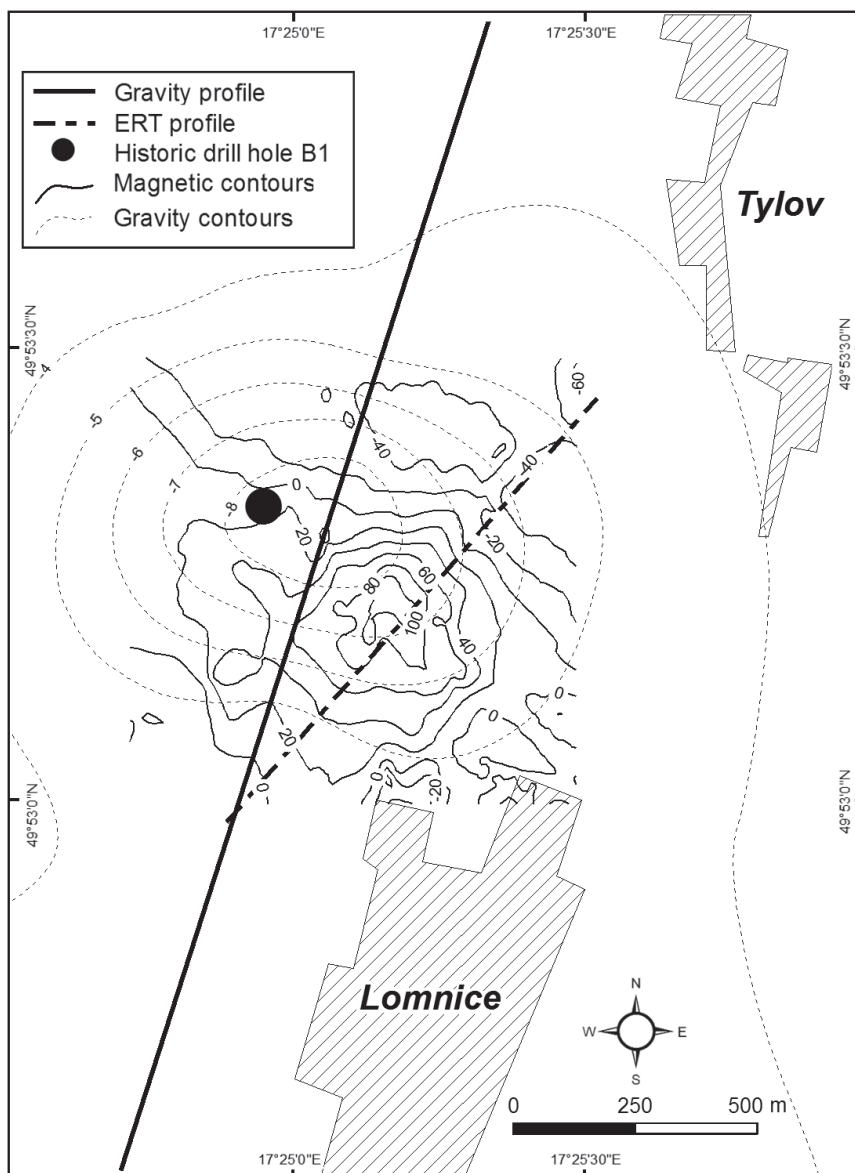 17°25'0"E
17°25'30"E
Gravity profile
ERT profile
Historic drill hole B1
Magnetic contours
Gravity contours
Tylov
49°53'30"N
49°53'30"N
-4
-60
-5
-40
-6
-40
-7
0
-8
20
-20
60
80
100
40
0
0
20
0
0
-20
49°53'0"N
49°53'0"N
Lomnice
N
W
E
S
0
250
500 m
17°25'0"E
17°25'30"E